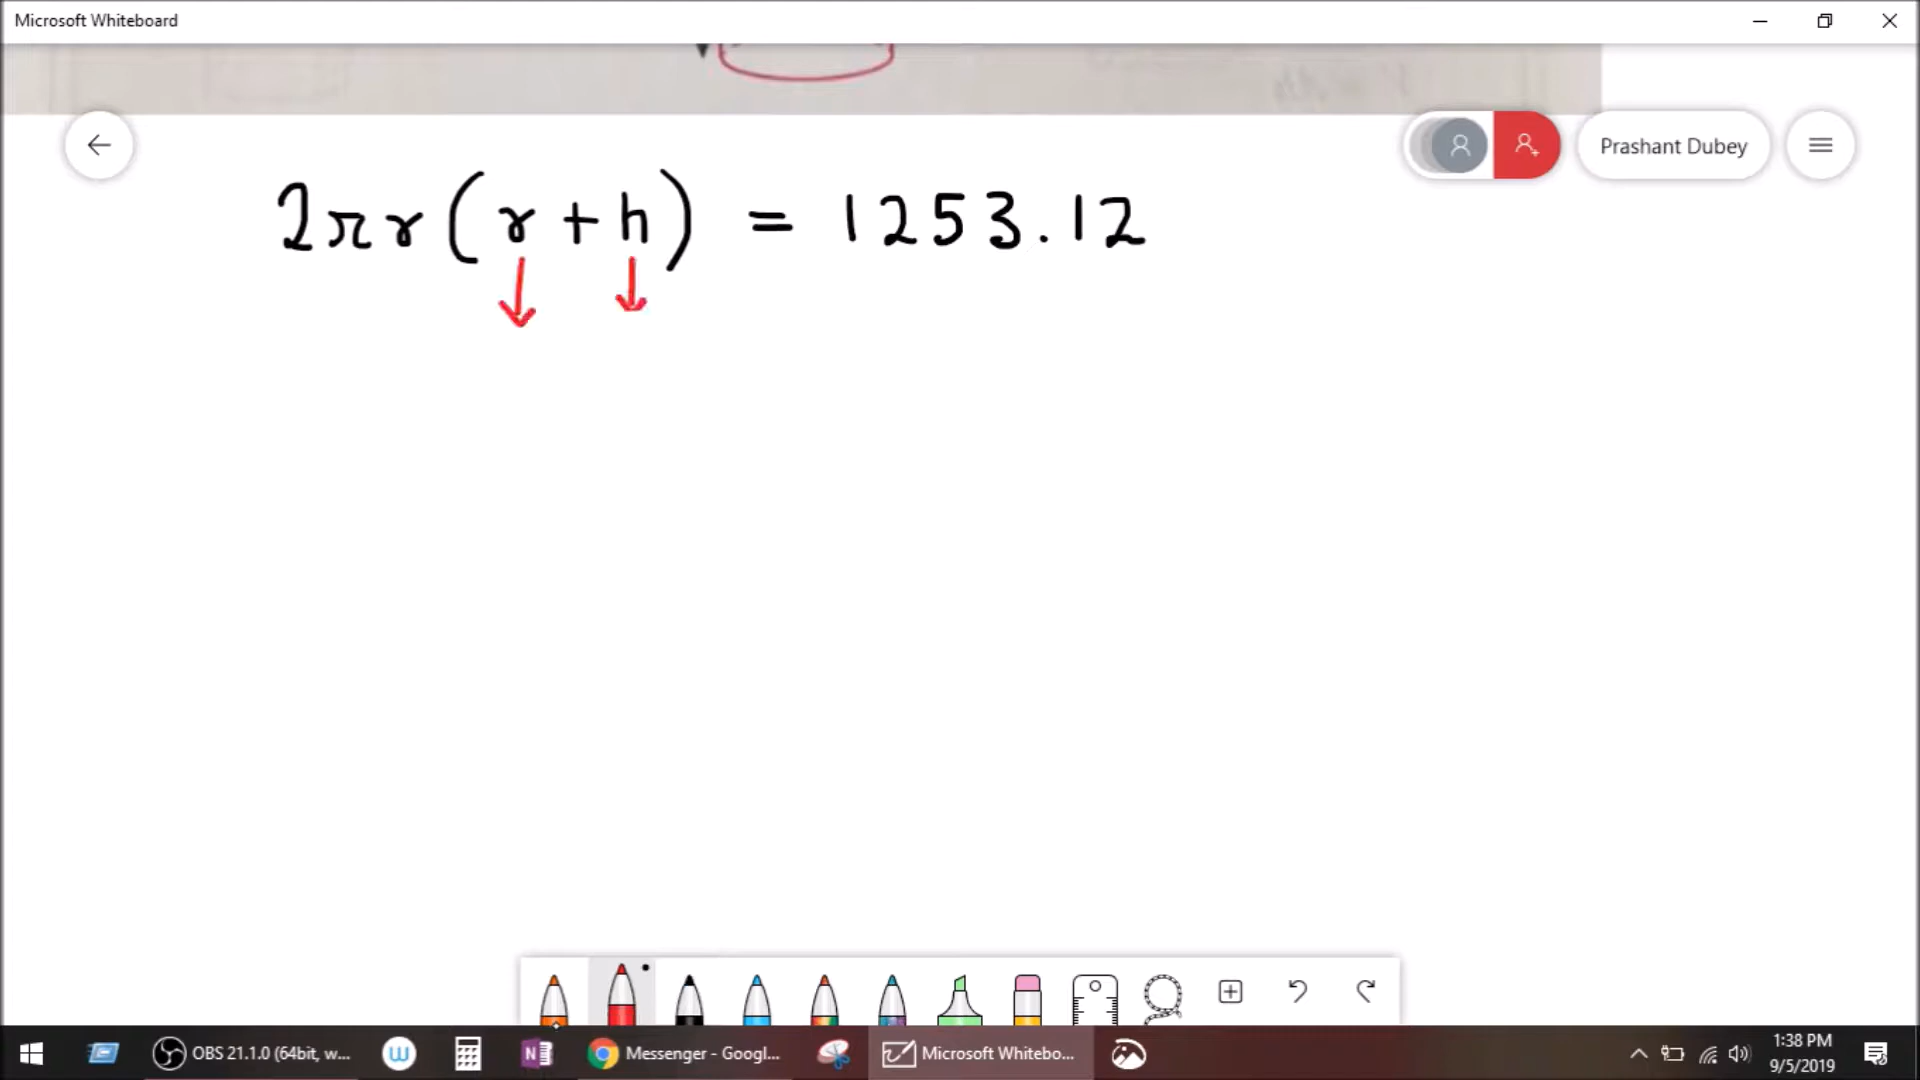 Microsoft Whiteboard
Prashant Dubey
2πr(r+h) = 1253.12
OBS 21.1.0 (64bit, w...
Messenger - Googl...
Microsoft Whitebo...
1:38 PM
9/5/2019